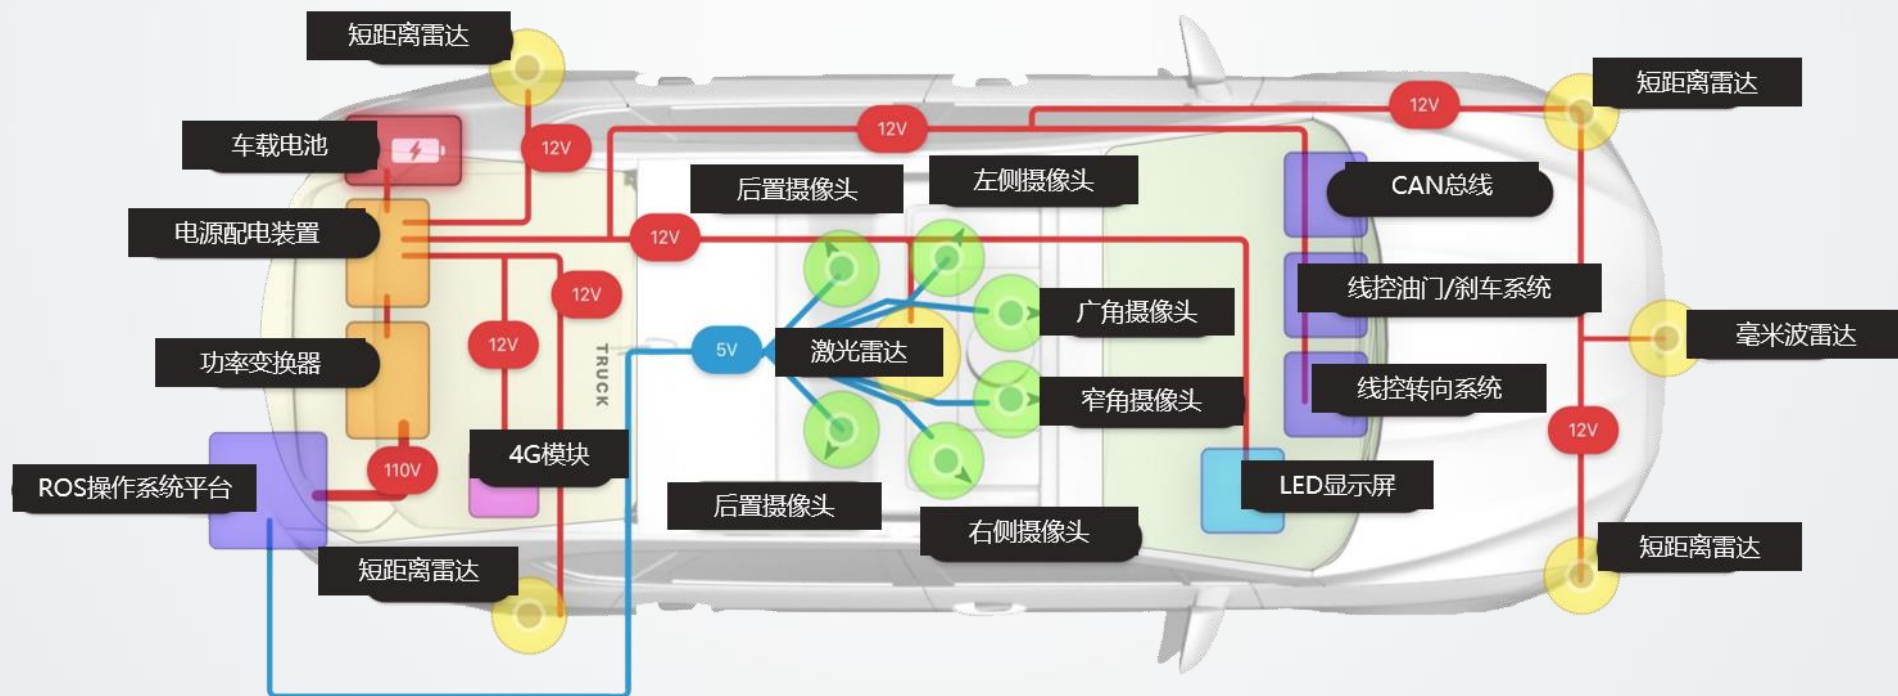 短距离雷达
短距离雷达
12V
12V
车载电池
12V
后置摄像头
左侧摄像头
CAN总线
电源配电装置
12V
12V
线控油门/刹车系统
广角摄像头
12V
5V
激光雷达
毫米波雷达
功率变换器
TRUCK
线控转向系统
窄角摄像头
12V
4G模块
110V
ROS操作系统平台
LED显示屏
后置摄像头
右侧摄像头
短距离雷达
短距离雷达